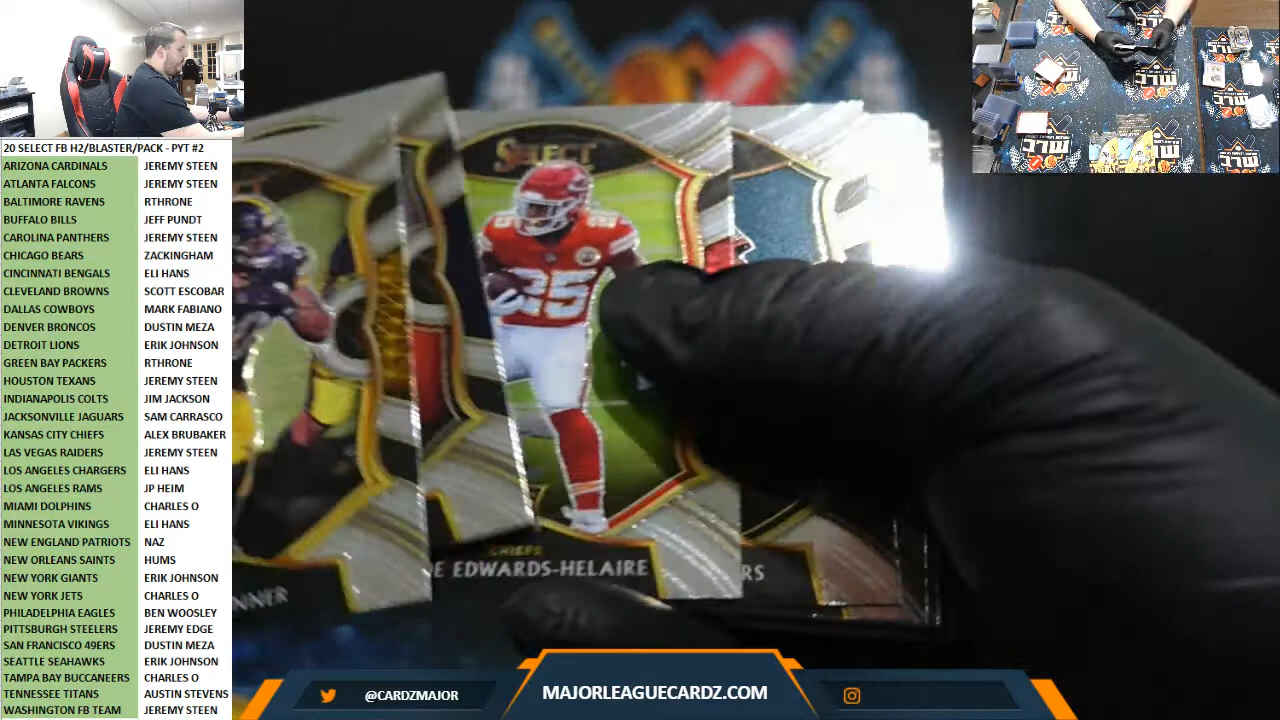 20 SELECT FB H2/BLASTER/PACK - PYT #2
ARIZONA CARDINALS JEREMY STEEN
ATLANTA FALCONS JEREMY STEEN
BALTIMORE RAVENS RTHRONE
BUFFALO BILLS JEFF PUNDT
CAROLINA PANTHERS JEREMY STEEN
CHICAGO BEARS ZACKINGHAM
CINCINNATI BENGALS ELI HANS
CLEVELAND BROWNS SCOTT ESCOBAR
DALLAS COWBOYS MARK FABIANO
DENVER BRONCOS DUSTIN MEZA
DETROIT LIONS ERIK JOHNSON
GREEN BAY PACKERS RTHRONE
HOUSTON TEXANS JEREMY STEEN
INDIANAPOLIS COLTS JIM JACKSON
JACKSONVILLE JAGUARS SAM CARRASCO
KANSAS CITY CHIEFS ALEX BRUBAKER
LAS VEGAS RAIDERS JEREMY STEEN
LOS ANGELES CHARGERS ELI HANS
LOS ANGELES RAMS JP HEIM
MIAMI DOLPHINS CHARLES O
MINNESOTA VIKINGS ELI HANS
NEW ENGLAND PATRIOTS NAZ
NEW ORLEANS SAINTS HUMS
NEW YORK GIANTS ERIK JOHNSON
NEW YORK JETS CHARLES O
PHILADELPHIA EAGLES BEN WOOSLEY
PITTSBURGH STEELERS JEREMY EDGE
SAN FRANCISCO 49ERS DUSTIN MEZA
SEATTLE SEAHAWKS ERIK JOHNSON
TAMPA BAY BUCCANEERS CHARLES O
TENNESSEE TITANS AUSTIN STEVENS
WASHINGTON FB TEAM JEREMY STEEN
SELECT
25
CHIEFS
E EDWARDS-HELAIRE
RS
NNER
@CARDZMAJOR
MAJORLEAGUECARDZ.COM
MLC
MLC
MLC
MLC